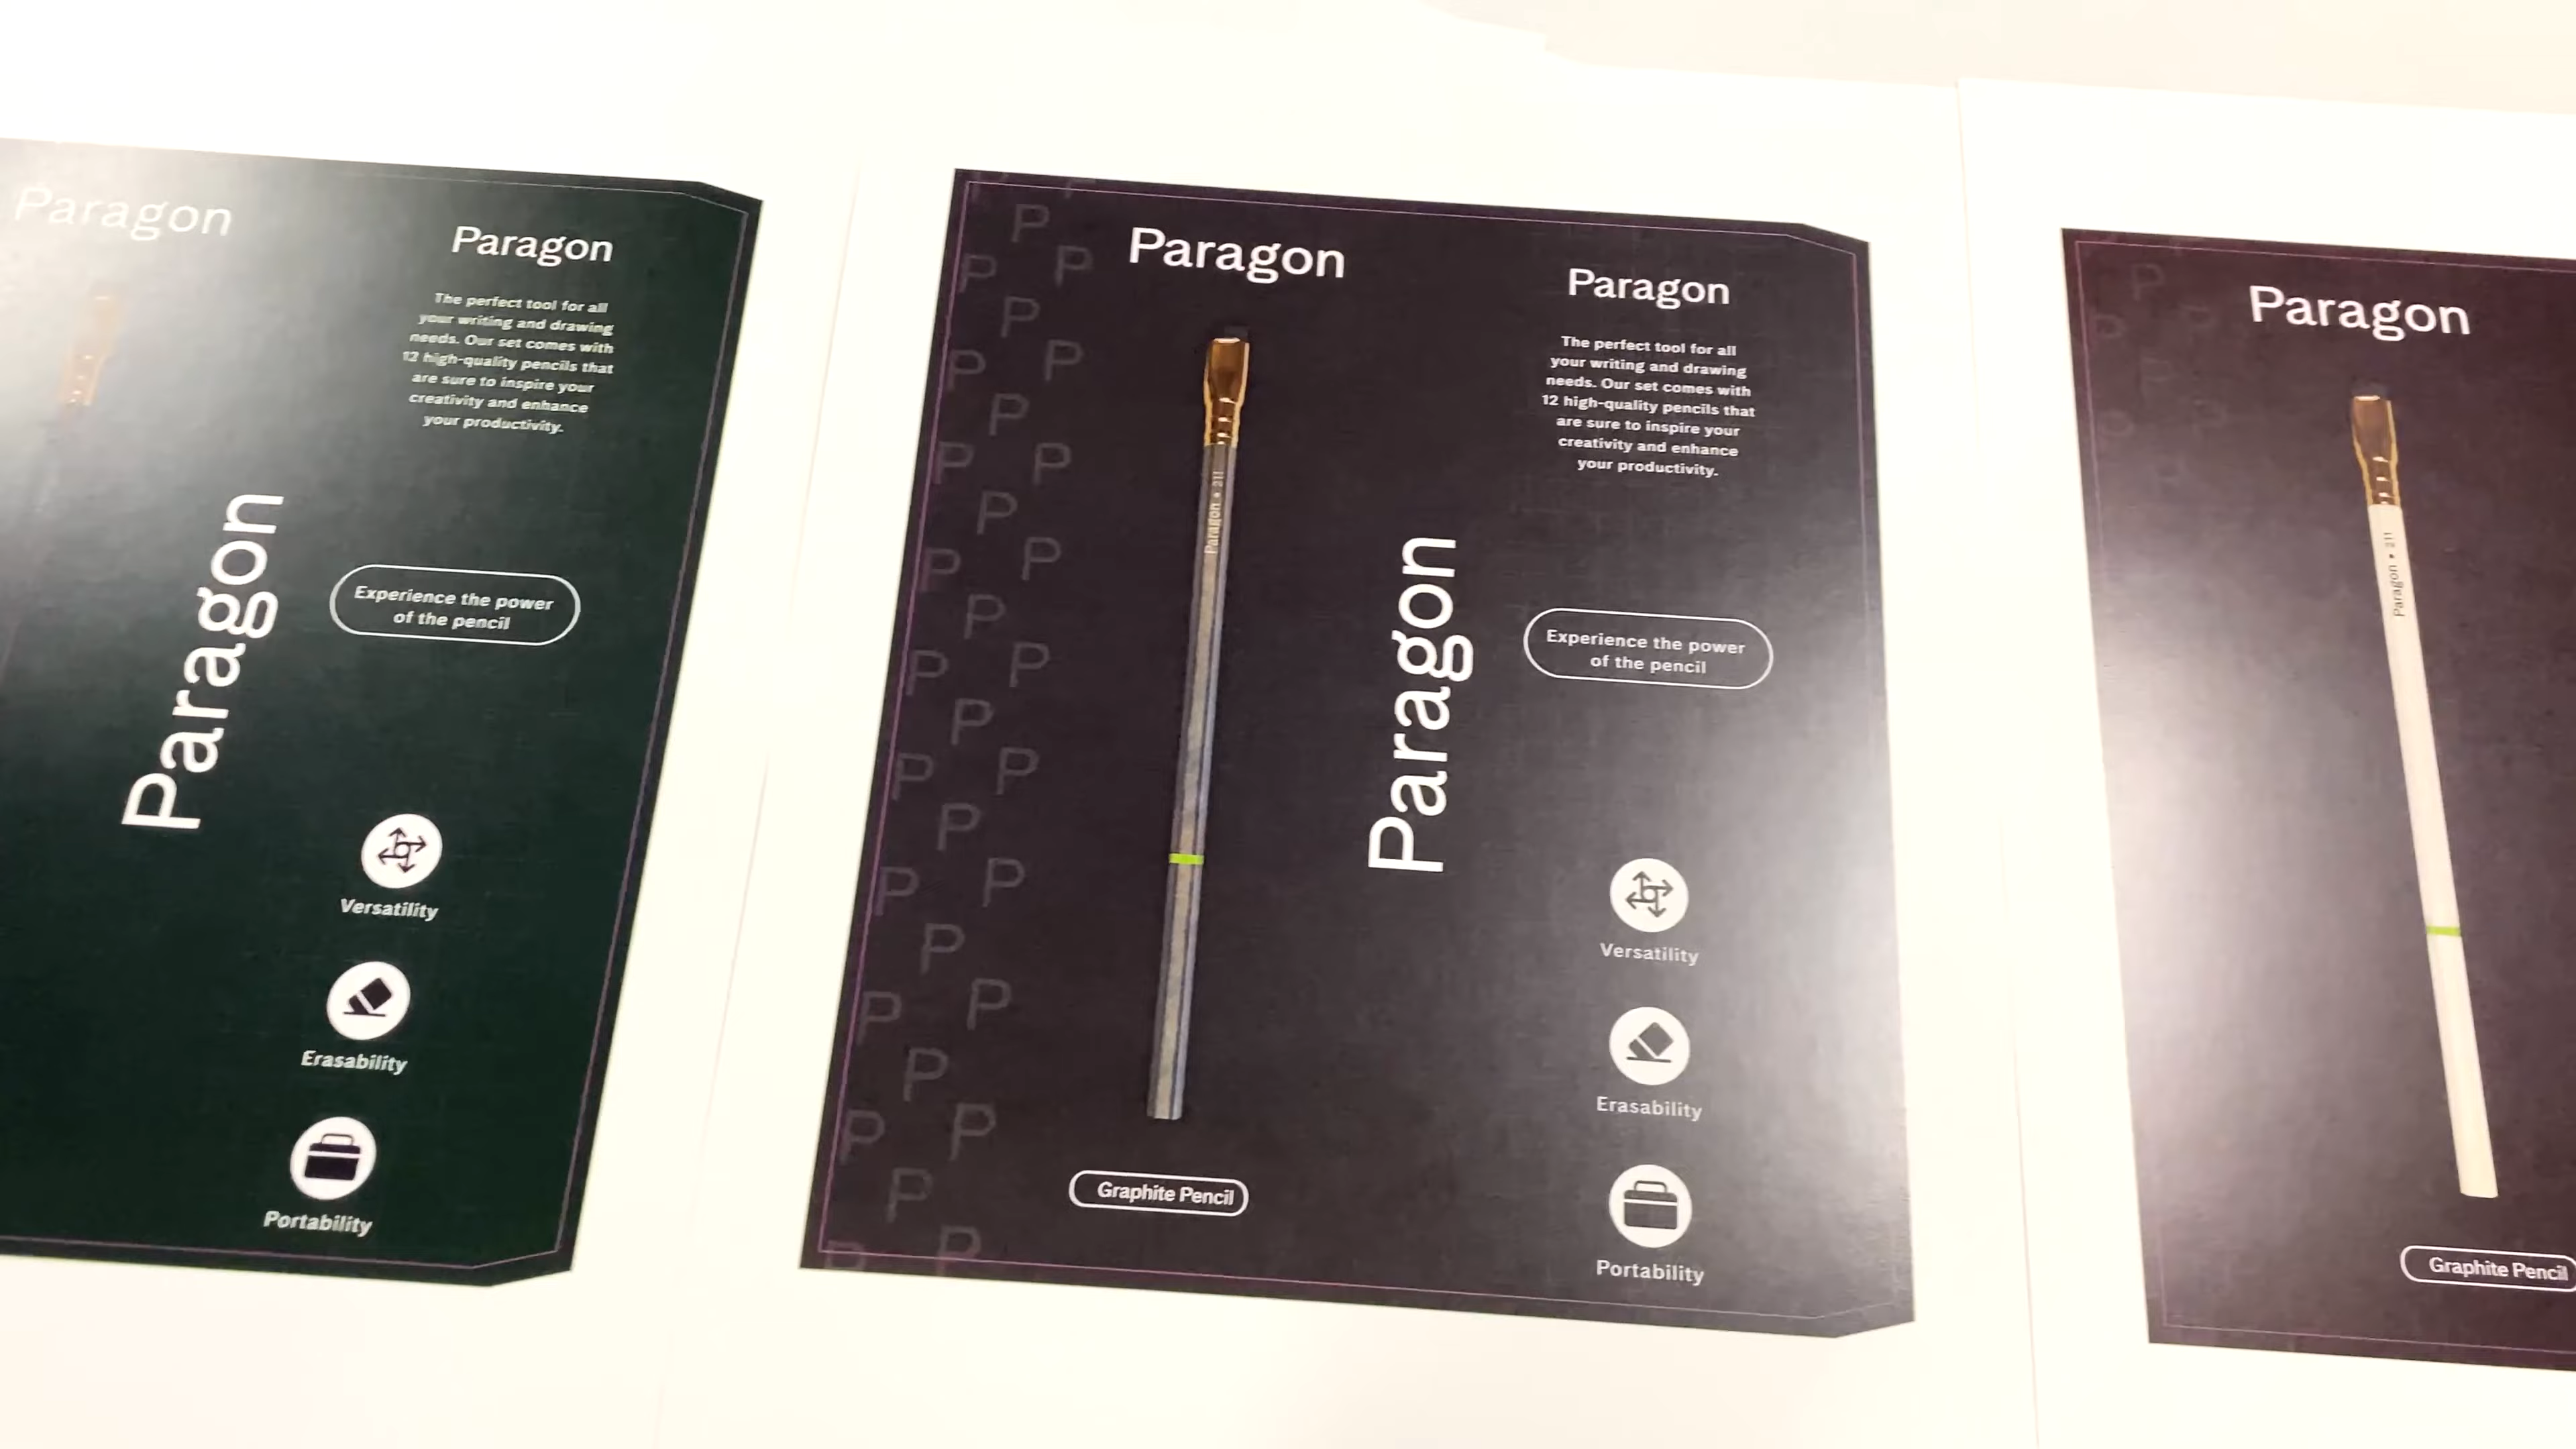 Paragon
Paragon
The perfect tool for all
your writing and drawing
needs. Our set comes with
12 high-quality pencils that
are sure to inspire your
creativity and enhance
your productivity.
Paragon
Experience the power
of the pencil
Versatility
Erasability
Portability
P P P P P P P P P P P P P P P P P P P P P P P P
Paragon
Paragon • 211
Graphite Pencil
Paragon
Paragon
The perfect tool for all
your writing and drawing
needs. Our set comes with
12 high-quality pencils that
are sure to inspire your
creativity and enhance
your productivity.
Experience the power
of the pencil
Versatility
Erasability
Portability
P
P
Paragon
Paragon • 211
Graphite Pencil